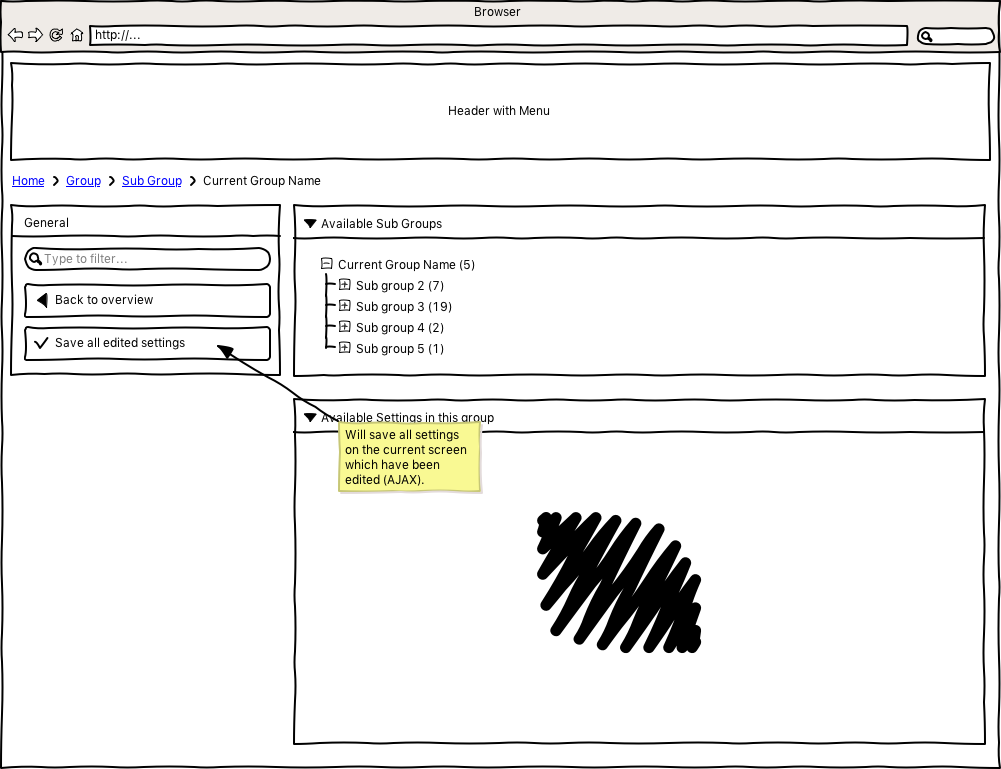 Browser
http://...
Header with Menu
Home Group Sub Group Current Group Name
General
Type to filter...
Back to overview
Save all edited settings
Available Sub Groups
Current Group Name (5)
Sub group 2 (7)
Sub group 3 (19)
Sub group 4 (2)
Sub group 5 (1)
Available Settings in this group
Will save all settings
on the current screen
which have been
edited (AJAX).